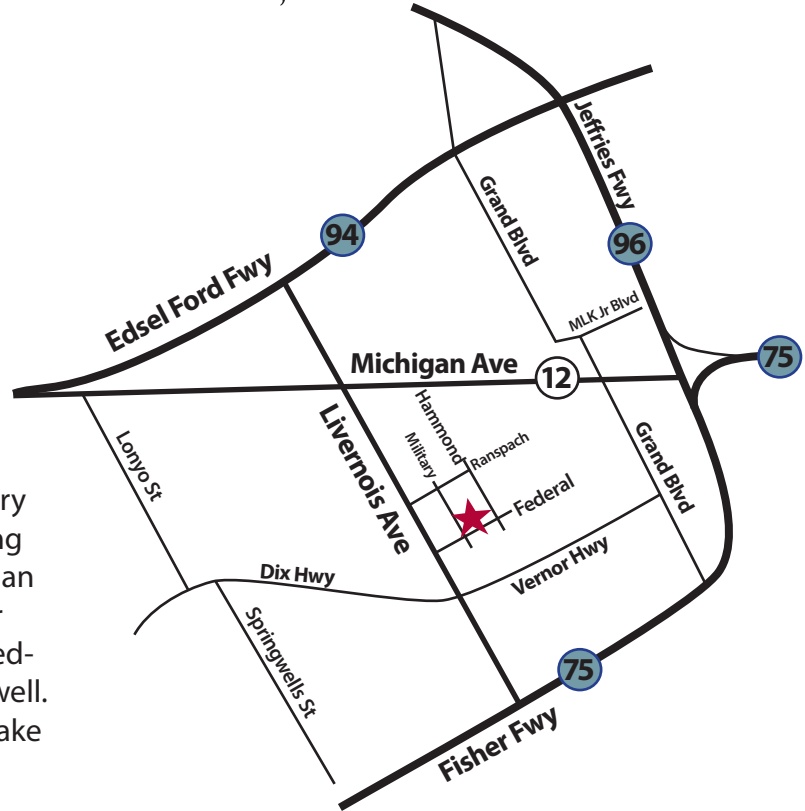 Jeffries Fwy
Grand Blvd
94
96
Edsel Ford Fwy
MLK Jr Blvd
75
Michigan Ave
12
Hammond
Military
Ranspach
Livernois Ave
Lonyo St
Grand Blvd
Federal
Vernor Hwy
Dix Hwy
Springwells St
75
Fisher Fwy
ry
ng
an
ed-
well.
ake